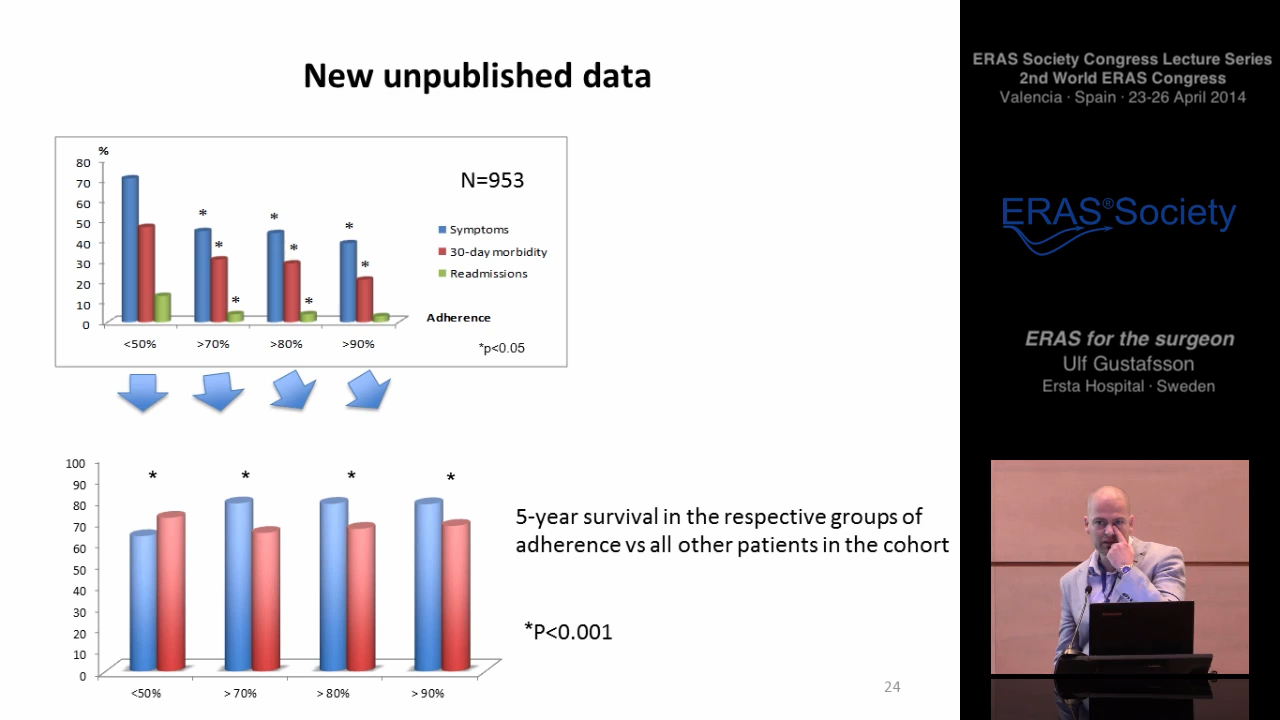 New unpublished data
%
80
70
60
50
40
30
20
10
0
N=953
Symptoms
30-day morbidity
Readmissions
* * *
* * *
* *
Adherence
<50% >70% >80% >90%
*p<0.05
100
90
80
70
60
50
40
30
20
10
0
* * * *
<50% >70% >80% >90%
5-year survival in the respective groups of
adherence vs all other patients in the cohort
*P<0.001
24
ERAS Society Congress Lecture Series
2nd World ERAS Congress
Valencia · Spain · 23-26 April 2014
ERAS®Society
ERAS for the surgeon
Ulf Gustafsson
Ersta Hospital · Sweden